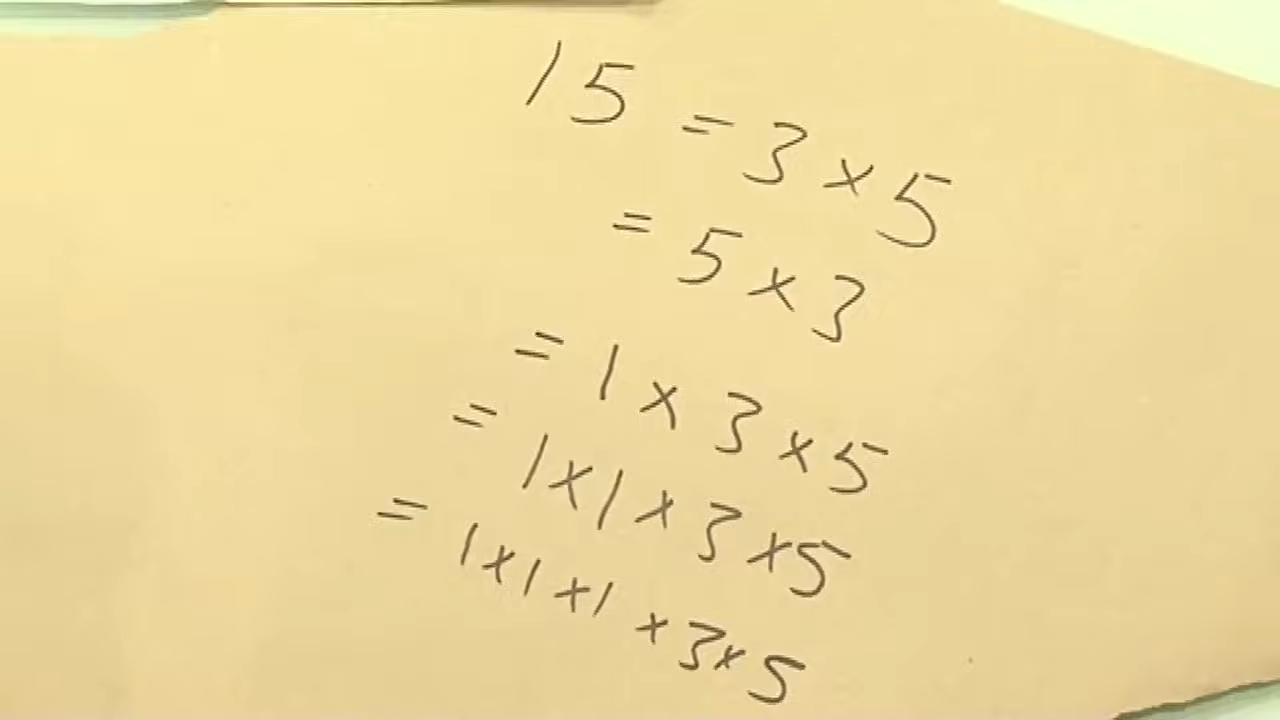 15 = 3 × 5
= 5 × 3
= 1 × 3 × 5
= 1 × 1 × 3 × 5
= 1 × 1 × 1 × 3 × 5